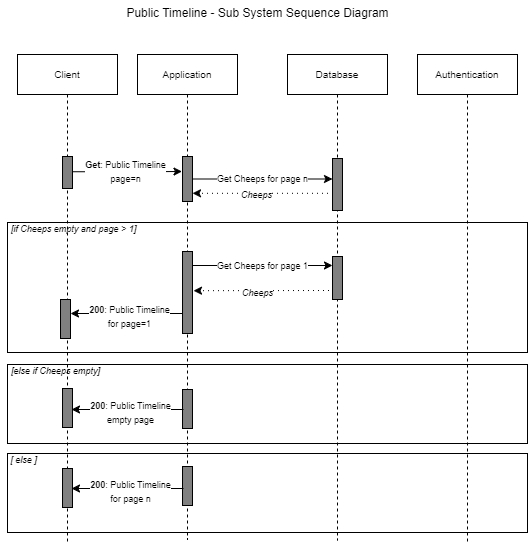 Public Timeline - Sub System Sequence Diagram
Client
Application
Database
Authentication
Get: Public Timeline
page=n
Get Cheeps for page n
Cheeps
[if Cheeps empty and page > 1]
Get Cheeps for page 1
Cheeps
200: Public Timeline
for page=1
[else if Cheeps empty]
200: Public Timeline
empty page
[ else ]
200: Public Timeline
for page n